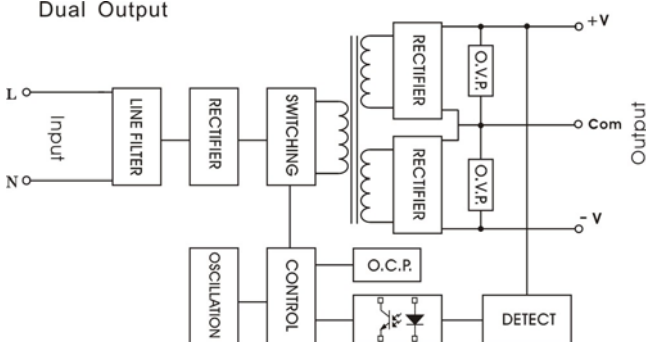 Dual Output
L
N
Input
LINE FILTER
RECTIFIER
SWITCHING
RECTIFIER
RECTIFIER
O.V.P.
O.V.P.
+V
Com
- V
Output
OSCILLATION
CONTROL
O.C.P.
DETECT